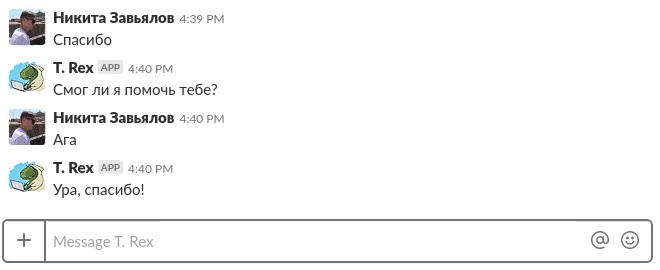 Никита Завьялов 4:39 PM
Спасибо
T. Rex APP 4:40 PM
Смог ли я помочь тебе?
Никита Завьялов 4:40 PM
Ага
T. Rex APP 4:40 PM
Ура, спасибо!
+ Message T. Rex @